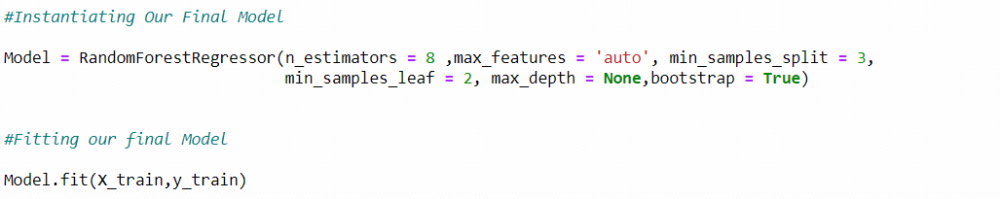 #Instantiating Our Final Model
Model = RandomForestRegressor(n_estimators = 8 ,max_features = 'auto', min_samples_split = 3,
min_samples_leaf = 2, max_depth = None,bootstrap = True)
#Fitting our final Model
Model.fit(X_train,y_train)